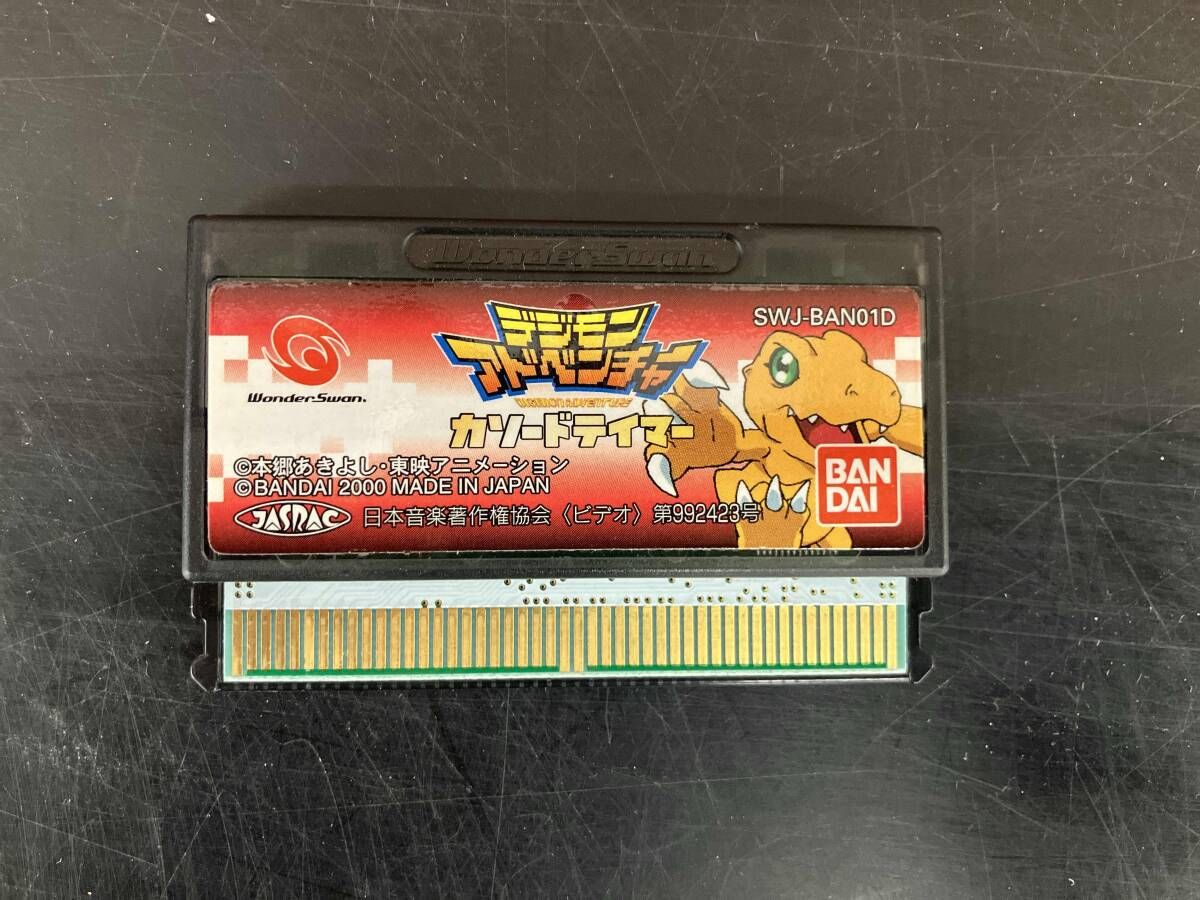 WonderSwan
SWJ-BAN01D
デジモン
アドベンチャー
DIGIMON ADVENTURE
カソードテイマー
WonderSwan.
©本郷あきよし・東映アニメーション
©BANDAI 2000 MADE IN JAPAN
JASRAC 日本音楽著作権協会〈ビデオ〉第992423号
BAN
DAI